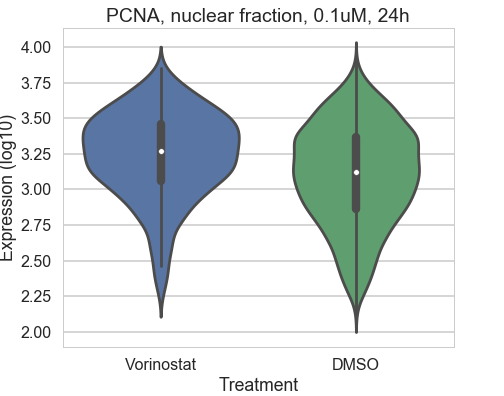 PCNA, nuclear fraction, 0.1uM, 24h
Expression (log10)
4.00
3.75
3.50
3.25
3.00
2.75
2.50
2.25
2.00
Vorinostat
DMSO
Treatment